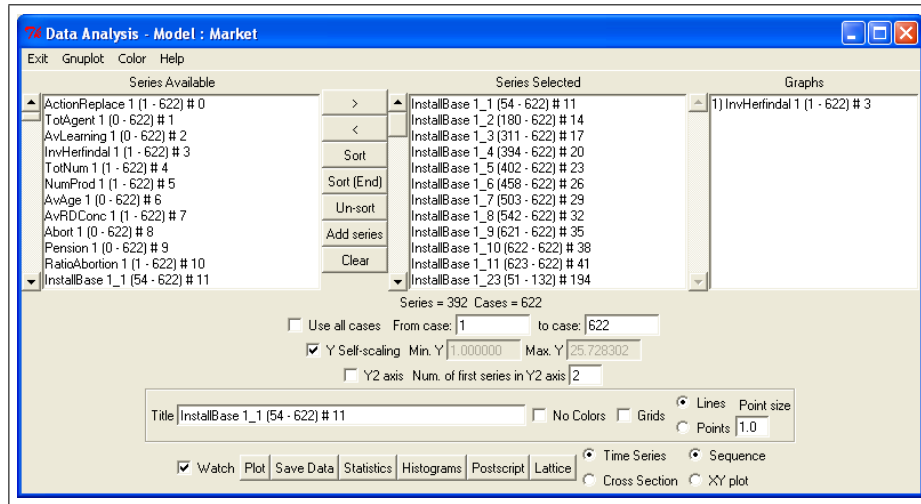 Data Analysis - Model : Market
Exit Gnuplot Color Help
Series Available
ActionReplace 1 (1 - 622) # 0
TotAgent 1 (0 - 622) # 1
AvLearning 1 (0 - 622) # 2
InvHerfindal 1 (1 - 622) # 3
TotNum 1 (1 - 622) # 4
NumProd 1 (1 - 622) # 5
AvAge 1 (0 - 622) # 6
AvRDConc 1 (1 - 622) # 7
Abort 1 (0 - 622) # 8
Pension 1 (0 - 622) # 9
RatioAbortion 1 (1 - 622) # 10
InstallBase 1_1 (54 - 622) # 11
>
<
Sort
Sort (End)
Un-sort
Add series
Clear
Series Selected
InstallBase 1_1 (54 - 622) # 11
InstallBase 1_2 (180 - 622) # 14
InstallBase 1_3 (311 - 622) # 17
InstallBase 1_4 (394 - 622) # 20
InstallBase 1_5 (402 - 622) # 23
InstallBase 1_6 (458 - 622) # 26
InstallBase 1_7 (503 - 622) # 29
InstallBase 1_8 (542 - 622) # 32
InstallBase 1_9 (621 - 622) # 35
InstallBase 1_10 (622 - 622) # 38
InstallBase 1_11 (623 - 622) # 41
InstallBase 1_23 (51 - 132) # 194
Graphs
1) InvHerfindal 1 (1 - 622) # 3
Series = 392 Cases = 622
Use all cases From case: 1 to case: 622
Y Self-scaling Min. Y 1.000000 Max. Y 25.728302
Y2 axis Num. of first series in Y2 axis 2
Title InstallBase 1_1 (54 - 622) # 11 No Colors Grids
Lines Point size
Points 1.0
Watch Plot Save Data Statistics Histograms Postscript Lattice
Time Series Sequence
Cross Section XY plot